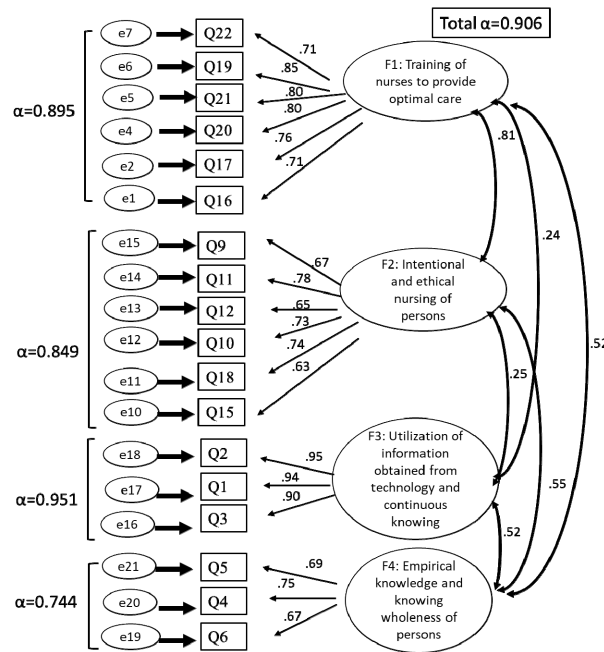 Total α=0.906
α=0.895
e7 Q22 .71
e6 Q19 .85
e5 Q21 .80
e4 Q20 .80
e2 Q17 .76
e1 Q16 .71
F1: Training of
nurses to provide
optimal care
.81
.24
.52
α=0.849
e15 Q9 .67
e14 Q11 .78
e13 Q12 .65
e12 Q10 .73
e11 Q18 .74
e10 Q15 .63
F2: Intentional
and ethical
nursing of
persons
.25
.55
α=0.951
e18 Q2 .95
e17 Q1 .94
e16 Q3 .90
F3: Utilization of
information
obtained from
technology and
continuous
knowing
.52
α=0.744
e21 Q5 .69
e20 Q4 .75
e19 Q6 .67
F4: Empirical
knowledge and
knowing
wholeness of
persons